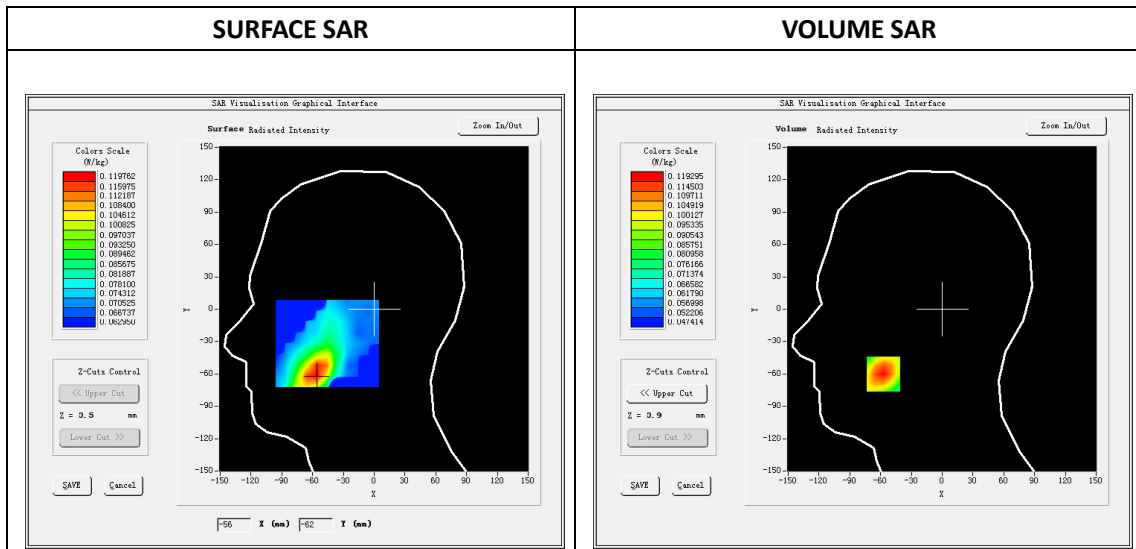 SURFACE SAR
VOLUME SAR
SAR Visualisation Graphical Interface
Surface Radiated Intensity
Zoom In/Out
Colors Scale
(W/kg)
0.119762
0.115975
0.112187
0.108400
0.104612
0.100825
0.097037
0.093250
0.089462
0.085675
0.081887
0.078100
0.074312
0.070525
0.066737
0.062950
150
120
90
60
30
0
-30
-60
-90
-120
-150
Y
-150 -120 -90 -60 -30 0 30 60 90 120 150
X
Z-Cuts Control
<< Upper Cut
Z = 0.5 mm
Lower Cut >>
SAVE
Cancel
-56 X (mm) -62 Y (mm)
SAR Visualisation Graphical Interface
Volume Radiated Intensity
Zoom In/Out
Colors Scale
(W/kg)
0.119295
0.114503
0.109711
0.104919
0.100127
0.095335
0.090543
0.085751
0.080958
0.076166
0.071374
0.066582
0.061790
0.056998
0.052206
0.047414
150
120
90
60
30
0
-30
-60
-90
-120
-150
Y
-150 -120 -90 -60 -30 0 30 60 90 120 150
X
Z-Cuts Control
<< Upper Cut
Z = 0.9 mm
Lower Cut >>
SAVE
Cancel